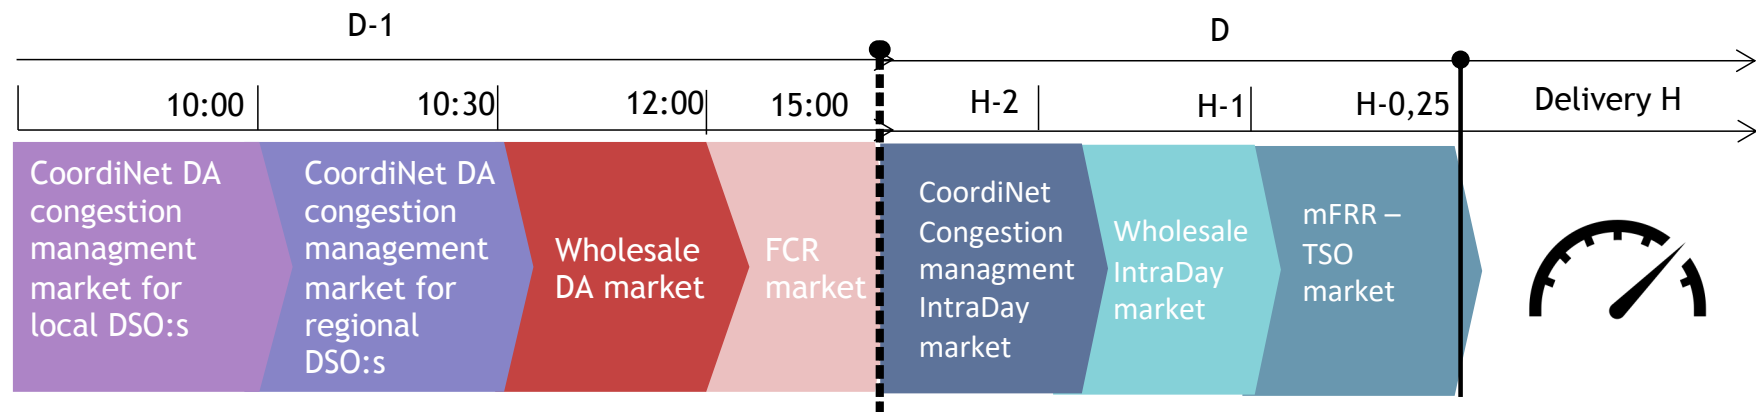 D-1
D
10:00
10:30
12:00
15:00
H-2
H-1
H-0,25
Delivery H
CoordiNet DA
congestion
managment
market for
local DSO:s
CoordiNet DA
congestion
management
market for
regional
DSO:s
Wholesale
DA market
FCR
market
CoordiNet
Congestion
managment
IntraDay
market
Wholesale
IntraDay
market
mFRR –
TSO
market